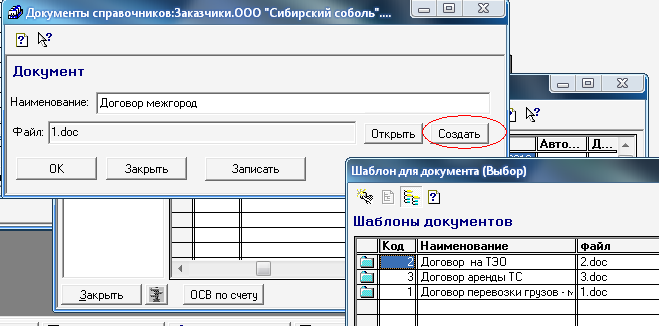 Документы справочников:Заказчики.ООО "Сибирский соболь"....
Документ
Наименование: Договор межгород
Файл: 1.doc Открыть Создать
ОК Закрыть Записать
Авто... Д...
Шаблон для документа (Выбор)
Шаблоны документов
Код Наименование Файл
2 Договор на ТЭО 2.doc
3 Договор аренды ТС 3.doc
1 Договор перевозки грузов - м 1.doc
Закрыть ОСВ по счету